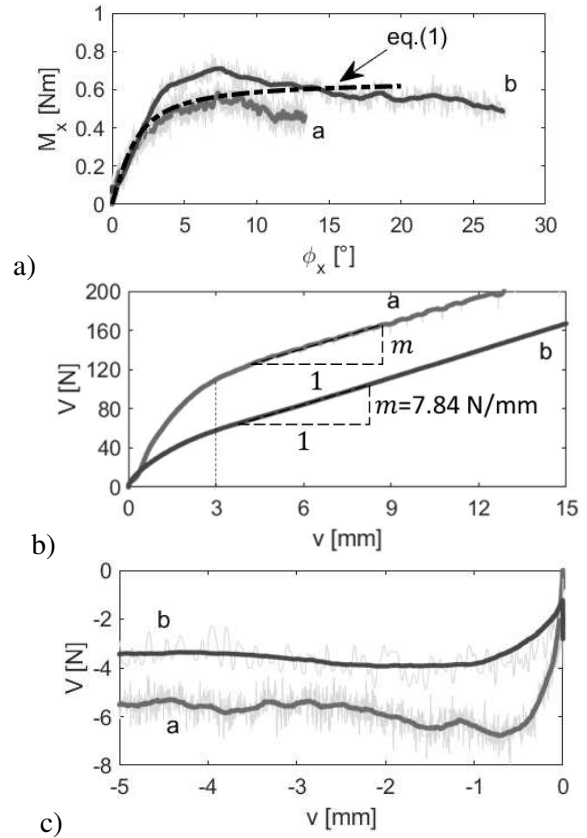 1
0.8
0.6
0.4
0.2
0
M_x [Nm]
eq.(1)
a
b
0 5 10 15 20 25 30
ϕ_x [°]
a)
200
160
120
80
40
0
V [N]
a
m
1
b
m=7.84 N/mm
1
0 3 6 9 12 15
v [mm]
b)
0
-2
-4
-6
-8
V [N]
b
a
-5 -4 -3 -2 -1 0
v [mm]
c)